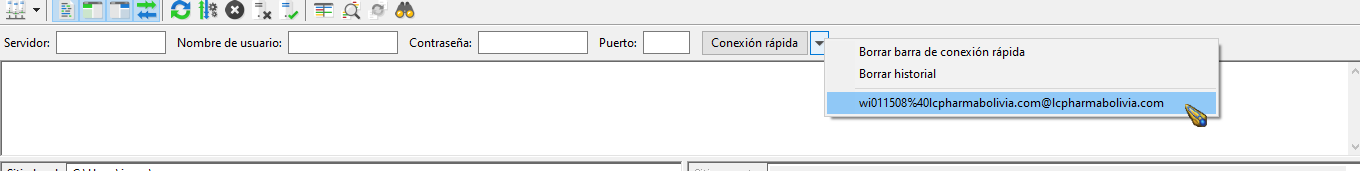 Servidor: Nombre de usuario: Contraseña: Puerto: Conexión rápida
Borrar barra de conexión rápida
Borrar historial
wi011508%40lcpharmabolivia.com@lcpharmabolivia.com